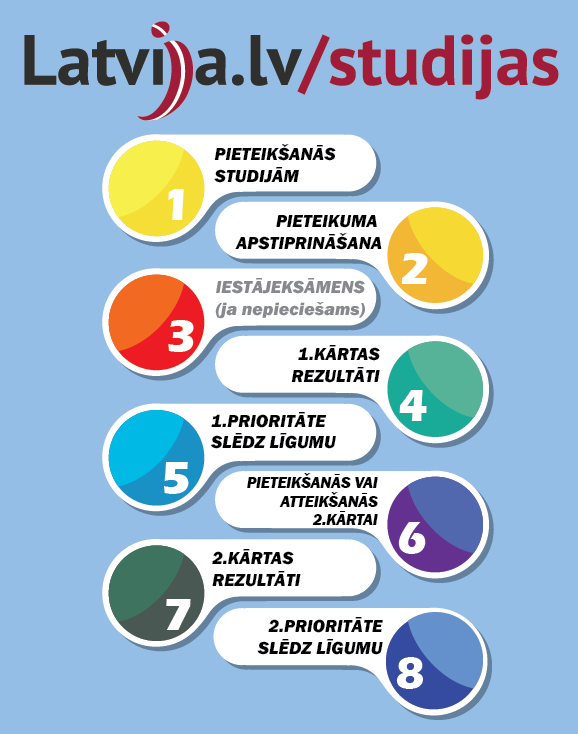 Latvija.lv/studijas
PIETEIKŠANĀS
STUDIJĀM
1
PIETEIKUMA
APSTIPRINĀŠANA
2
IESTĀJEKSĀMENS
(ja nepieciešams)
3
1.KĀRTAS
REZULTĀTI
4
1.PRIORITĀTE
SLĒDZ LĪGUMU
5
PIETEIKŠANĀS VAI
ATTEIKŠANĀS
2.KĀRTAI
6
2.KĀRTAS
REZULTĀTI
7
2.PRIORITĀTE
SLĒDZ LĪGUMU
8